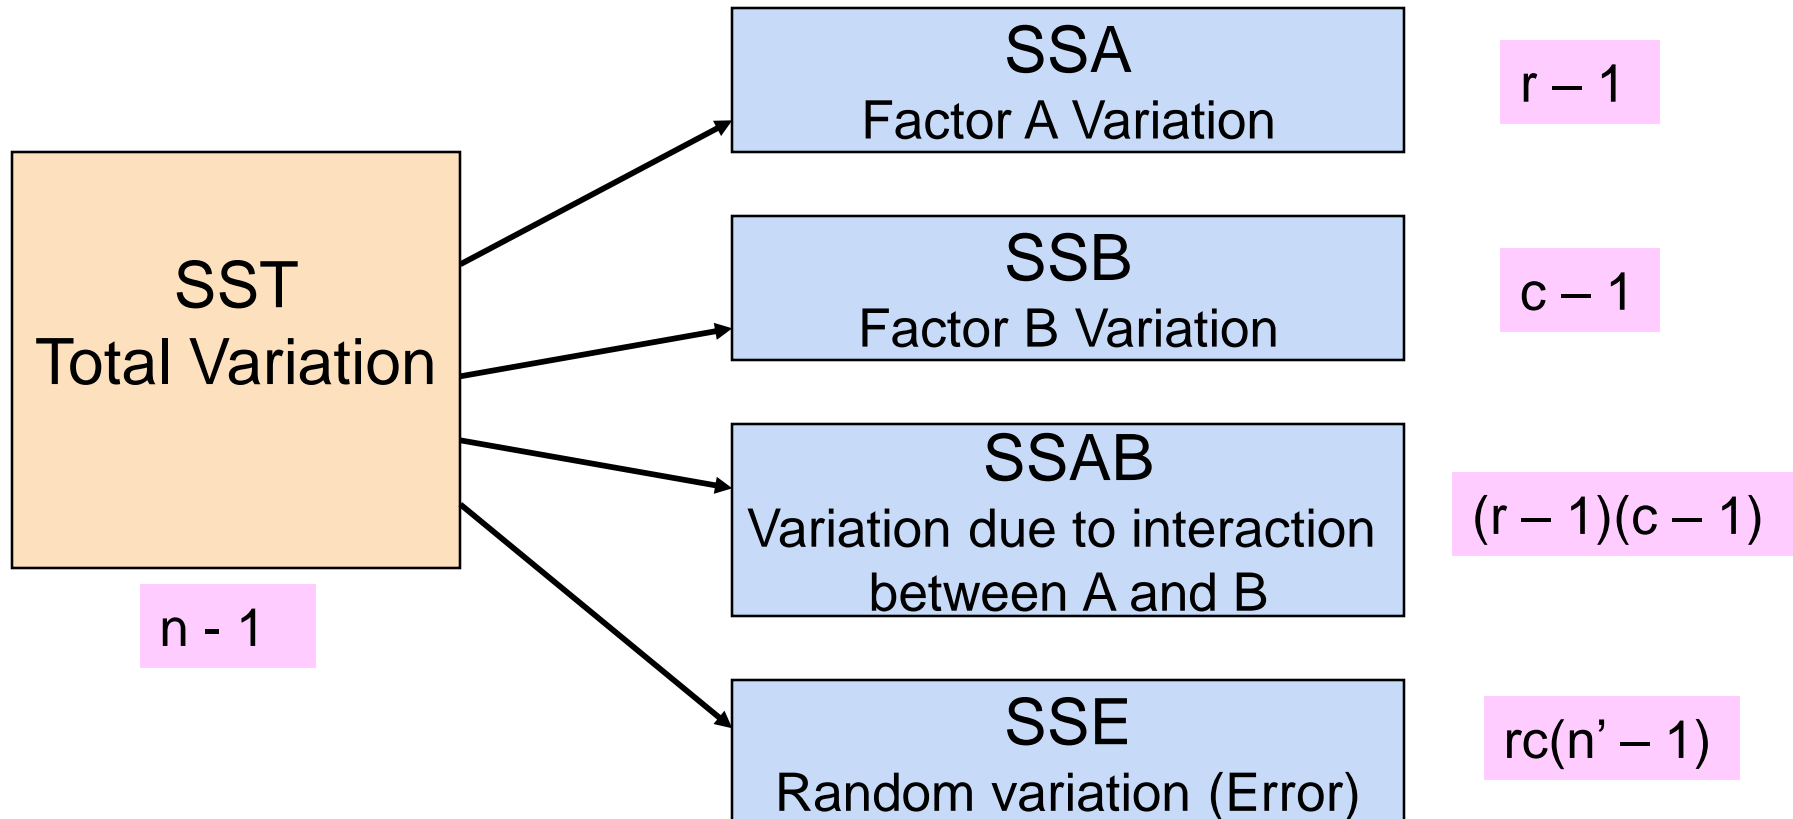 SST
Total Variation
n - 1
SSA
Factor A Variation
r – 1
SSB
Factor B Variation
c – 1
SSAB
Variation due to interaction
between A and B
(r – 1)(c – 1)
SSE
Random variation (Error)
rc(n’ – 1)